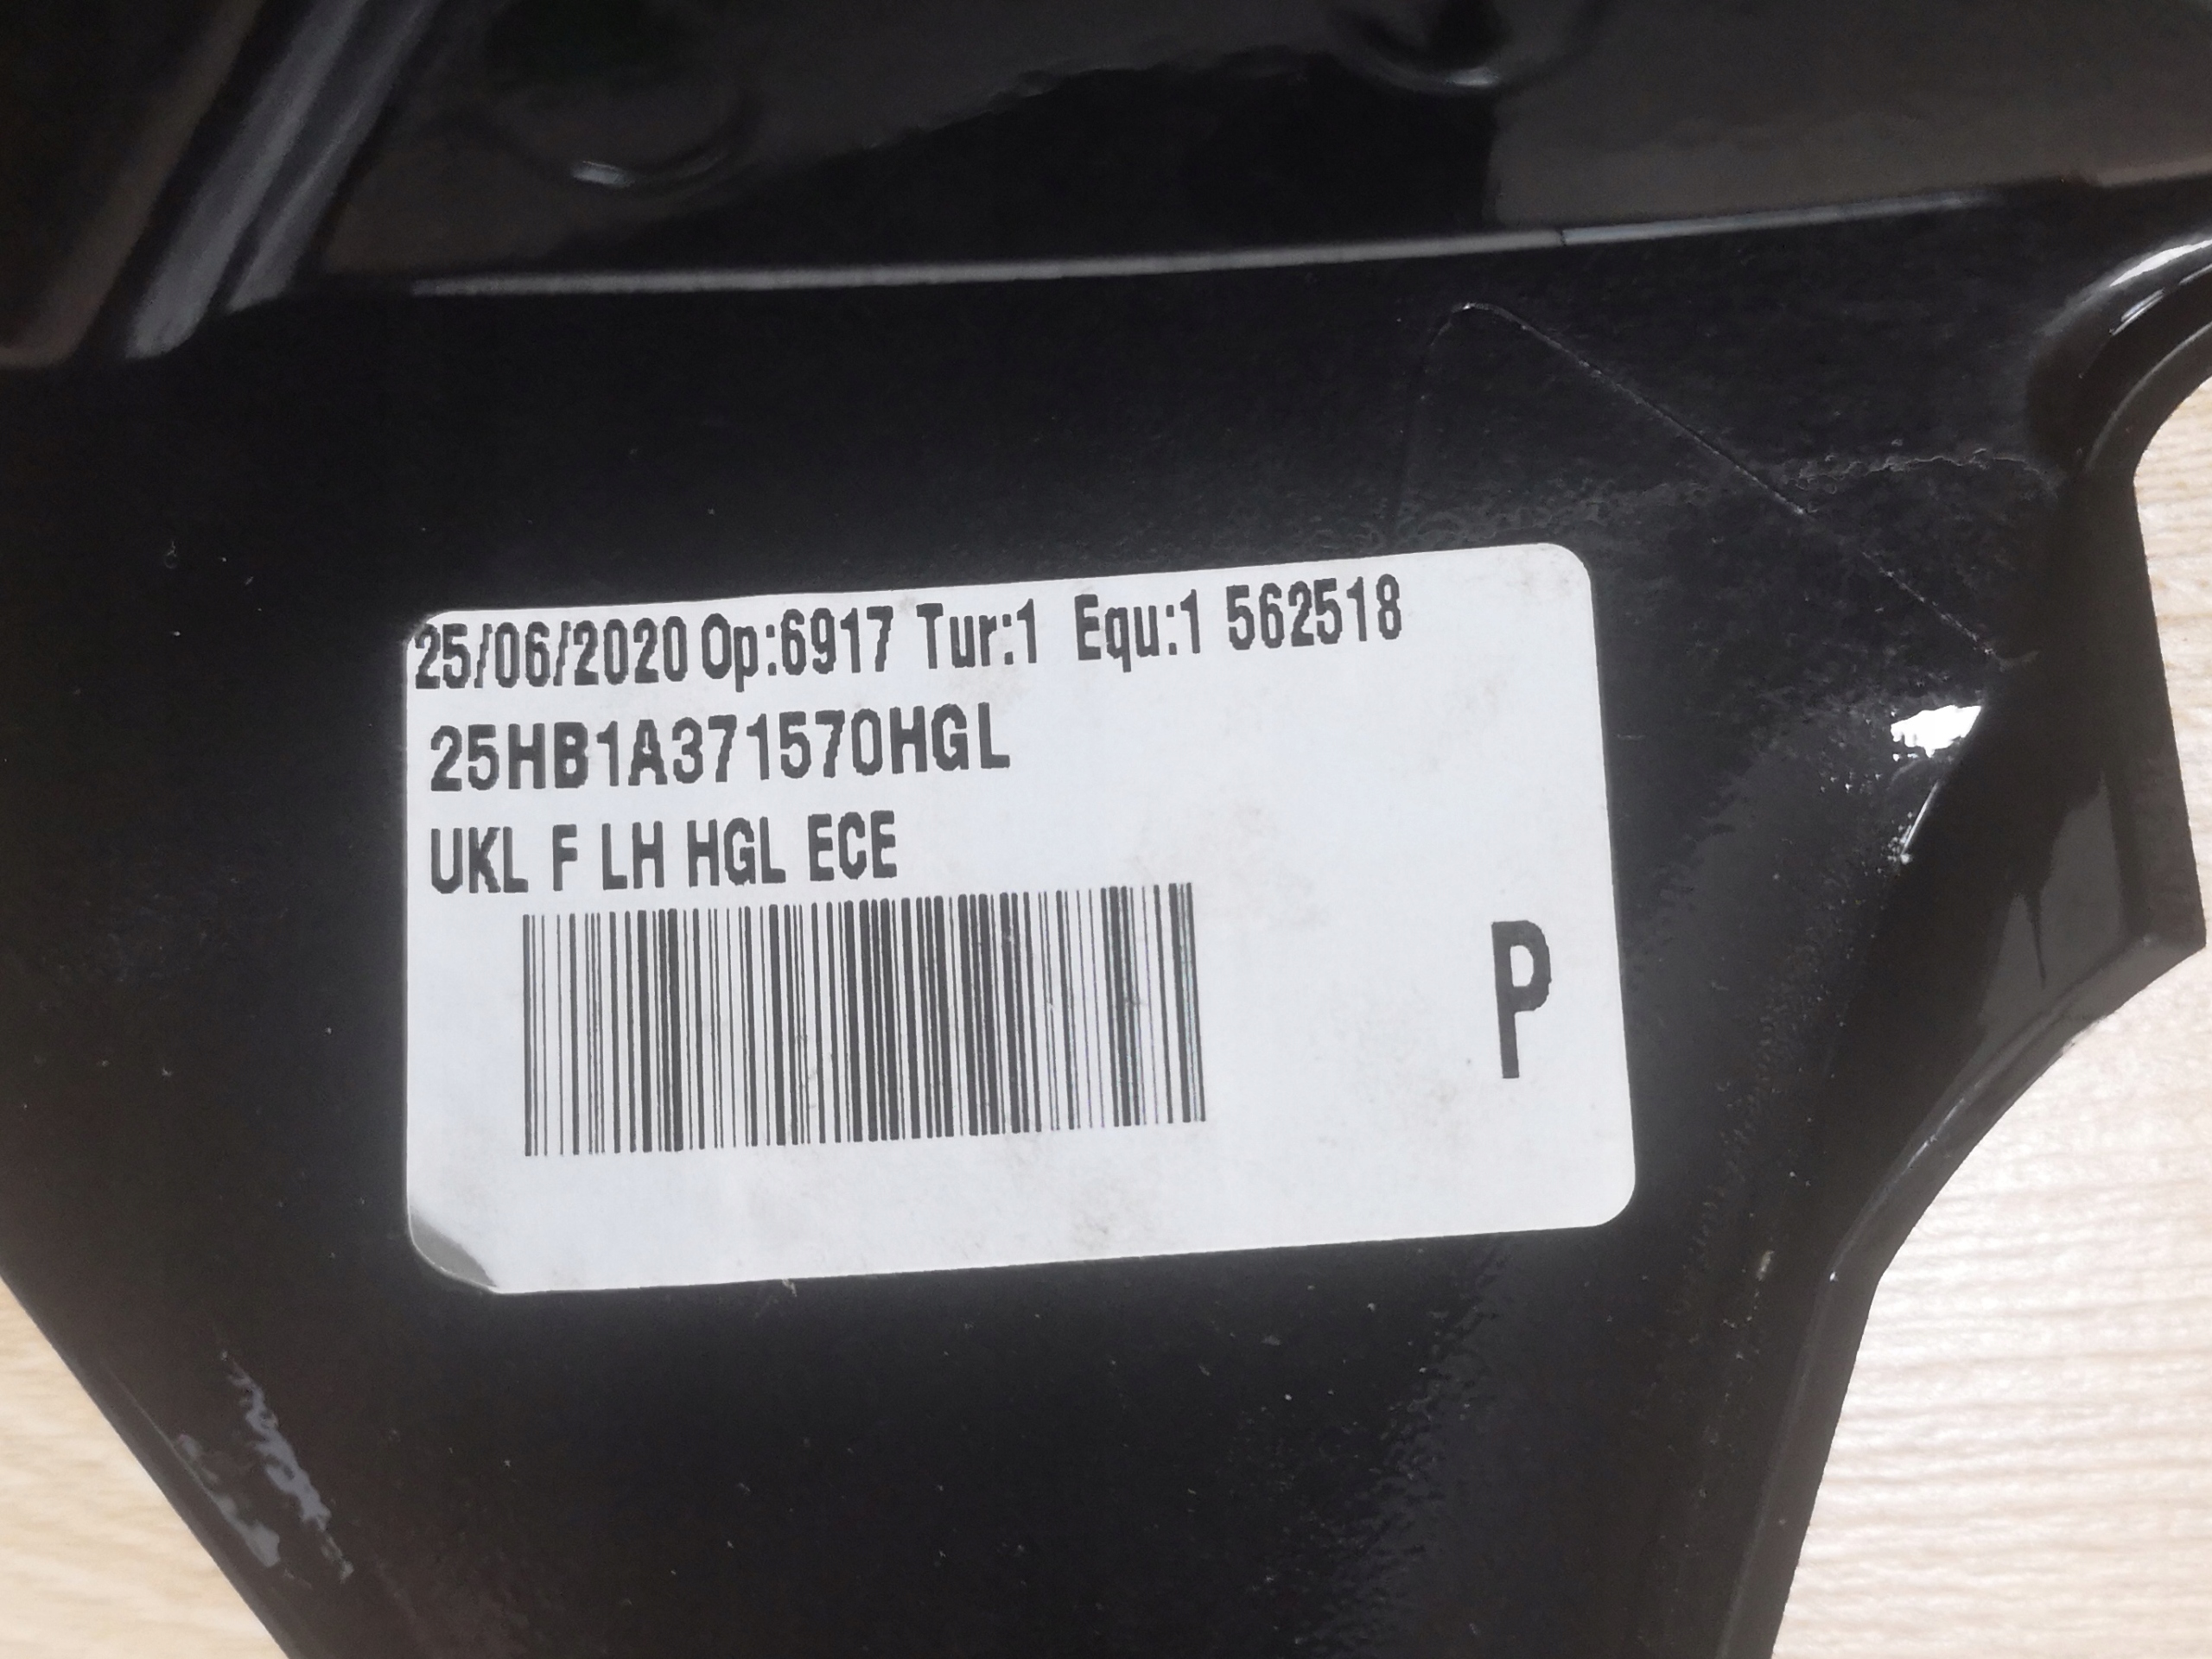 25/06/2020 Op:6917 Tur:1 Equ:1 562518
25HB1A371570HGL
UKL F LH HGL ECE
P